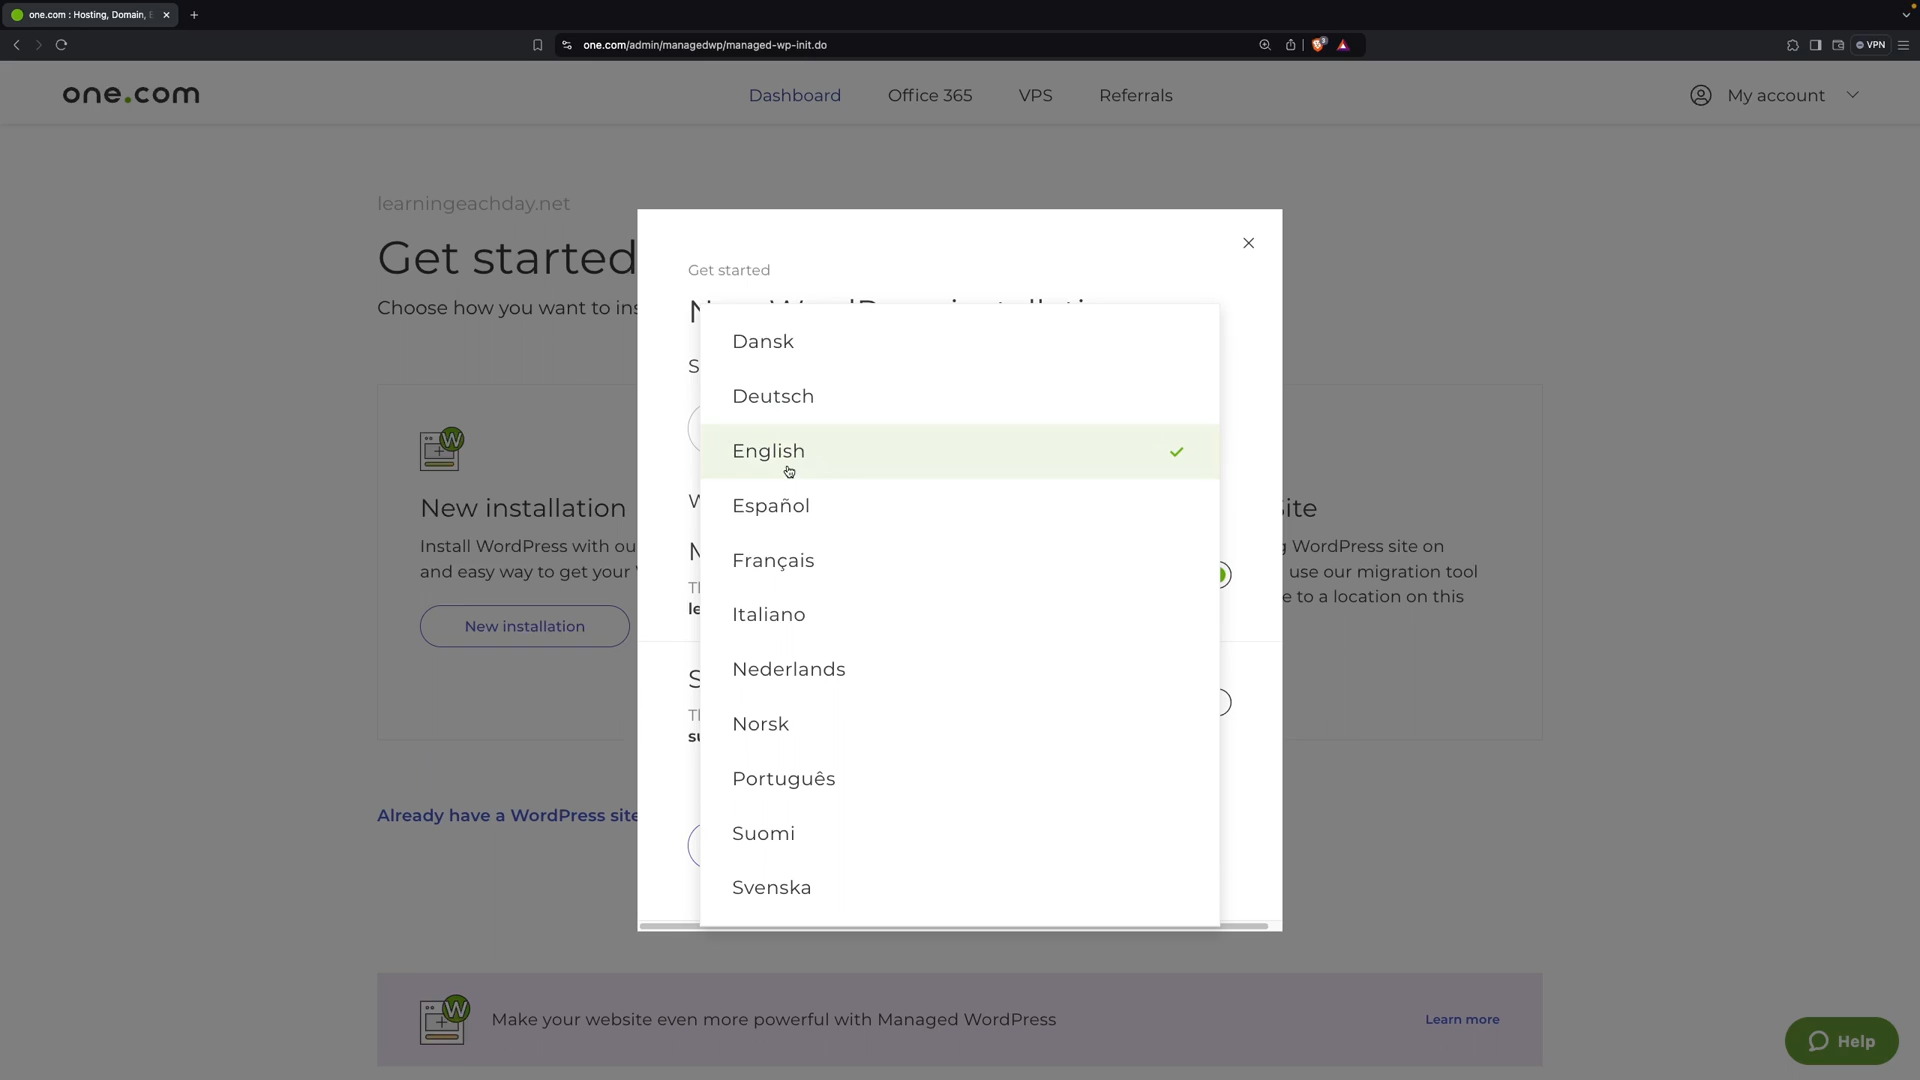 one.com : Hosting, Domain,
one.com/admin/managedwp/managed-wp-init.do
VPN
one.com
Dashboard
Office 365
VPS
Referrals
My account
learningeachday.net
Get started
Choose how you want to
New installation
Install WordPress with
and easy way to get your
New installation
Already have a WordPress site
Get started
Dansk
Deutsch
English
Español
Français
Italiano
Nederlands
Norsk
Português
Suomi
Svenska
WordPress site on
use our migration tool
to a location on this
Make your website even more powerful with Managed WordPress
Learn more
Help